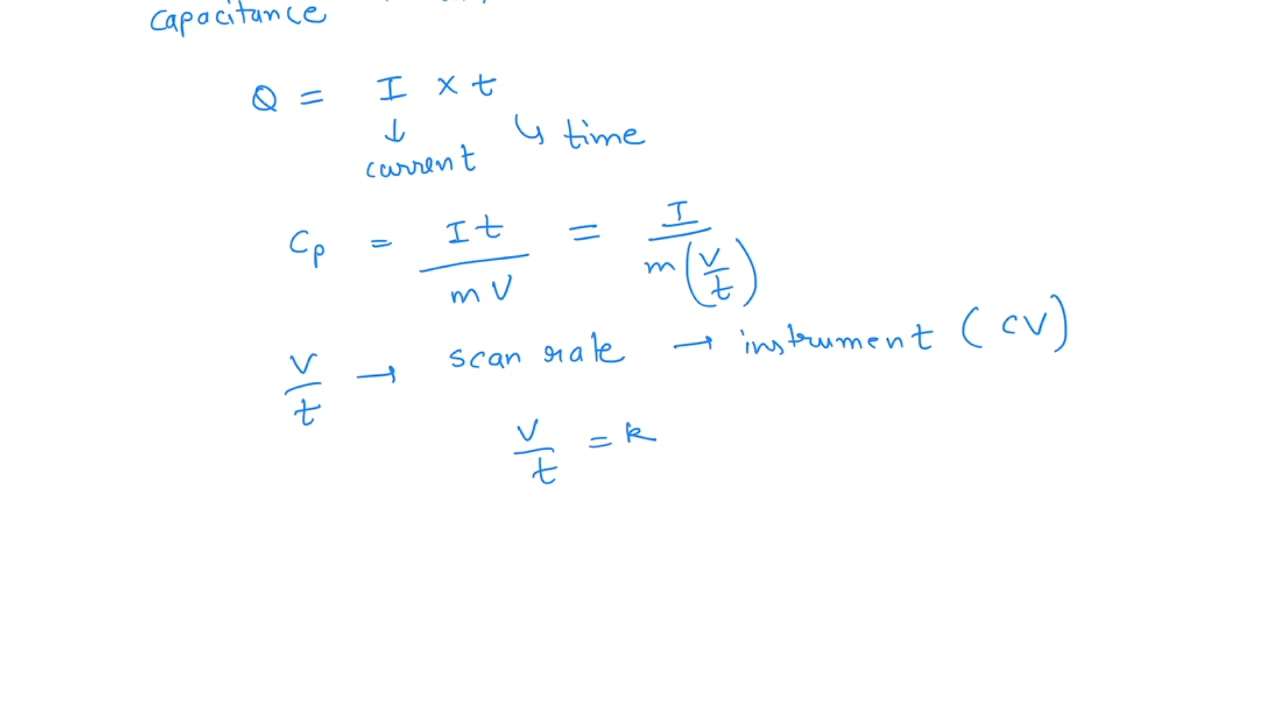 capacitance
Q = I × t
↓ ↳ time
current
Cp = It / mV = I / m(V/t)
V/t → scan rate → instrument (CV)
V/t = k